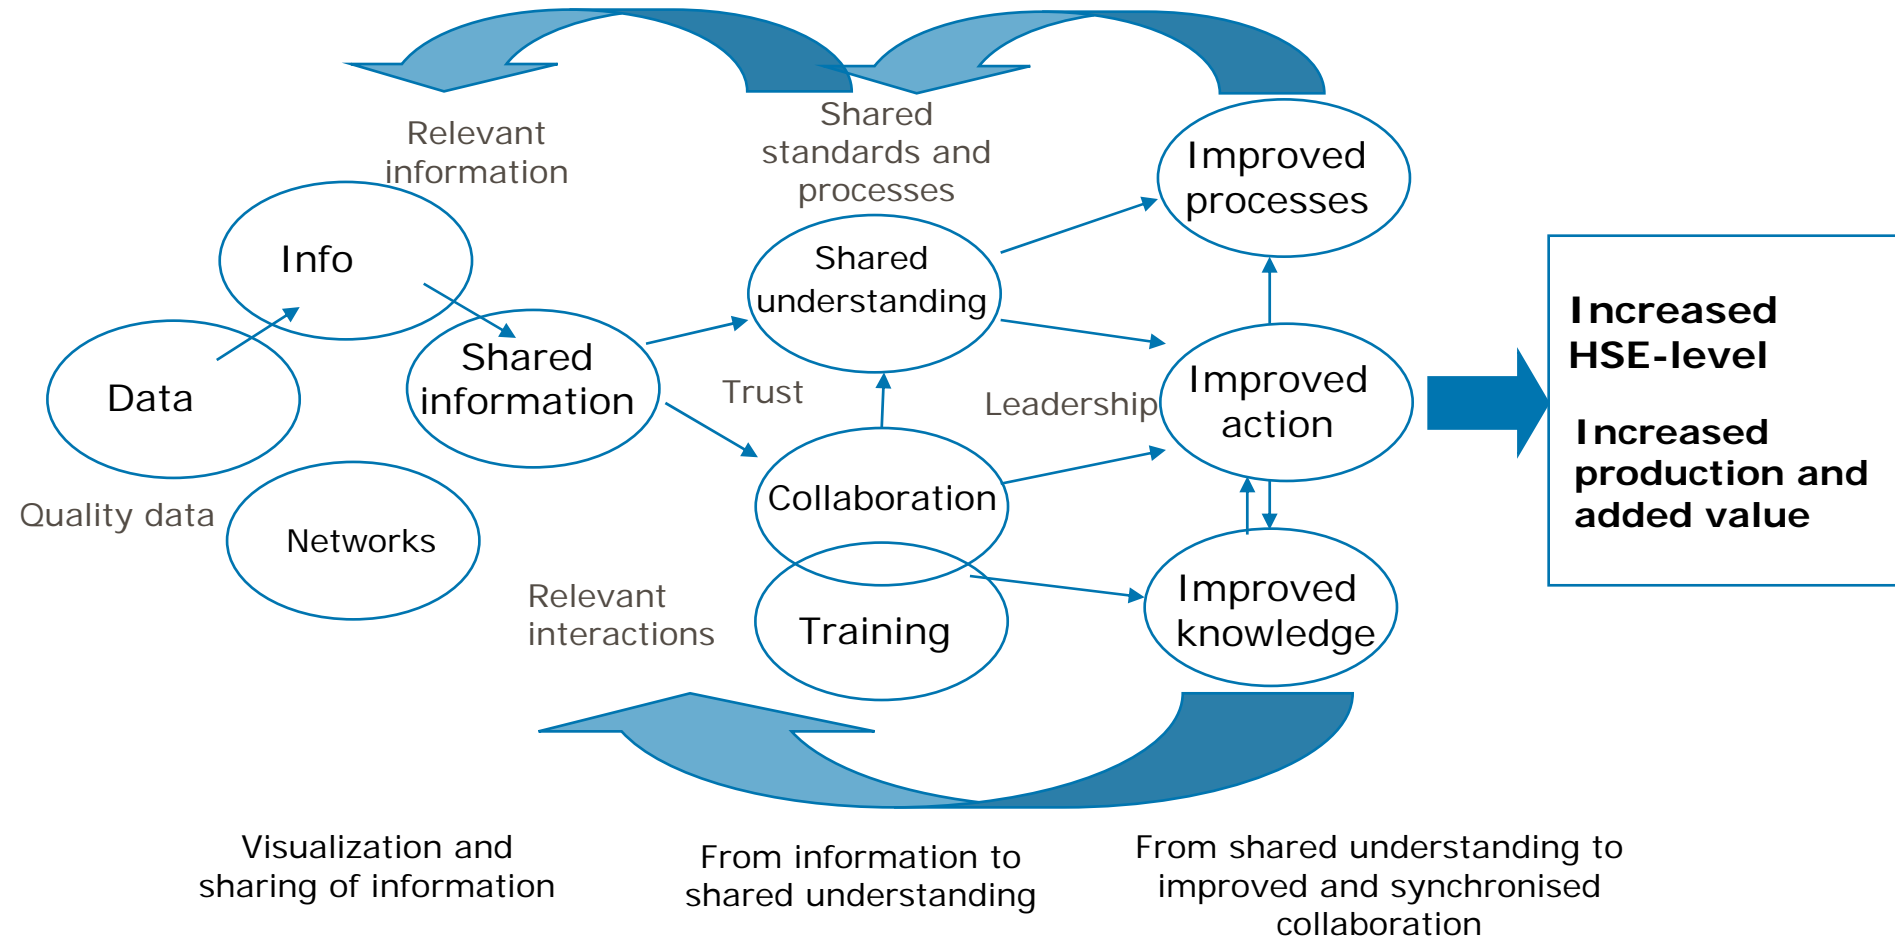 Relevant
information
Shared
standards and
processes
Improved
processes
Info
Shared
understanding
Data
Shared
information
Trust
Leadership
Improved
action
Increased
HSE-level
Increased
production and
added value
Quality data
Networks
Collaboration
Relevant
interactions
Training
Improved
knowledge
Visualization and
sharing of information
From information to
shared understanding
From shared understanding to
improved and synchronised
collaboration